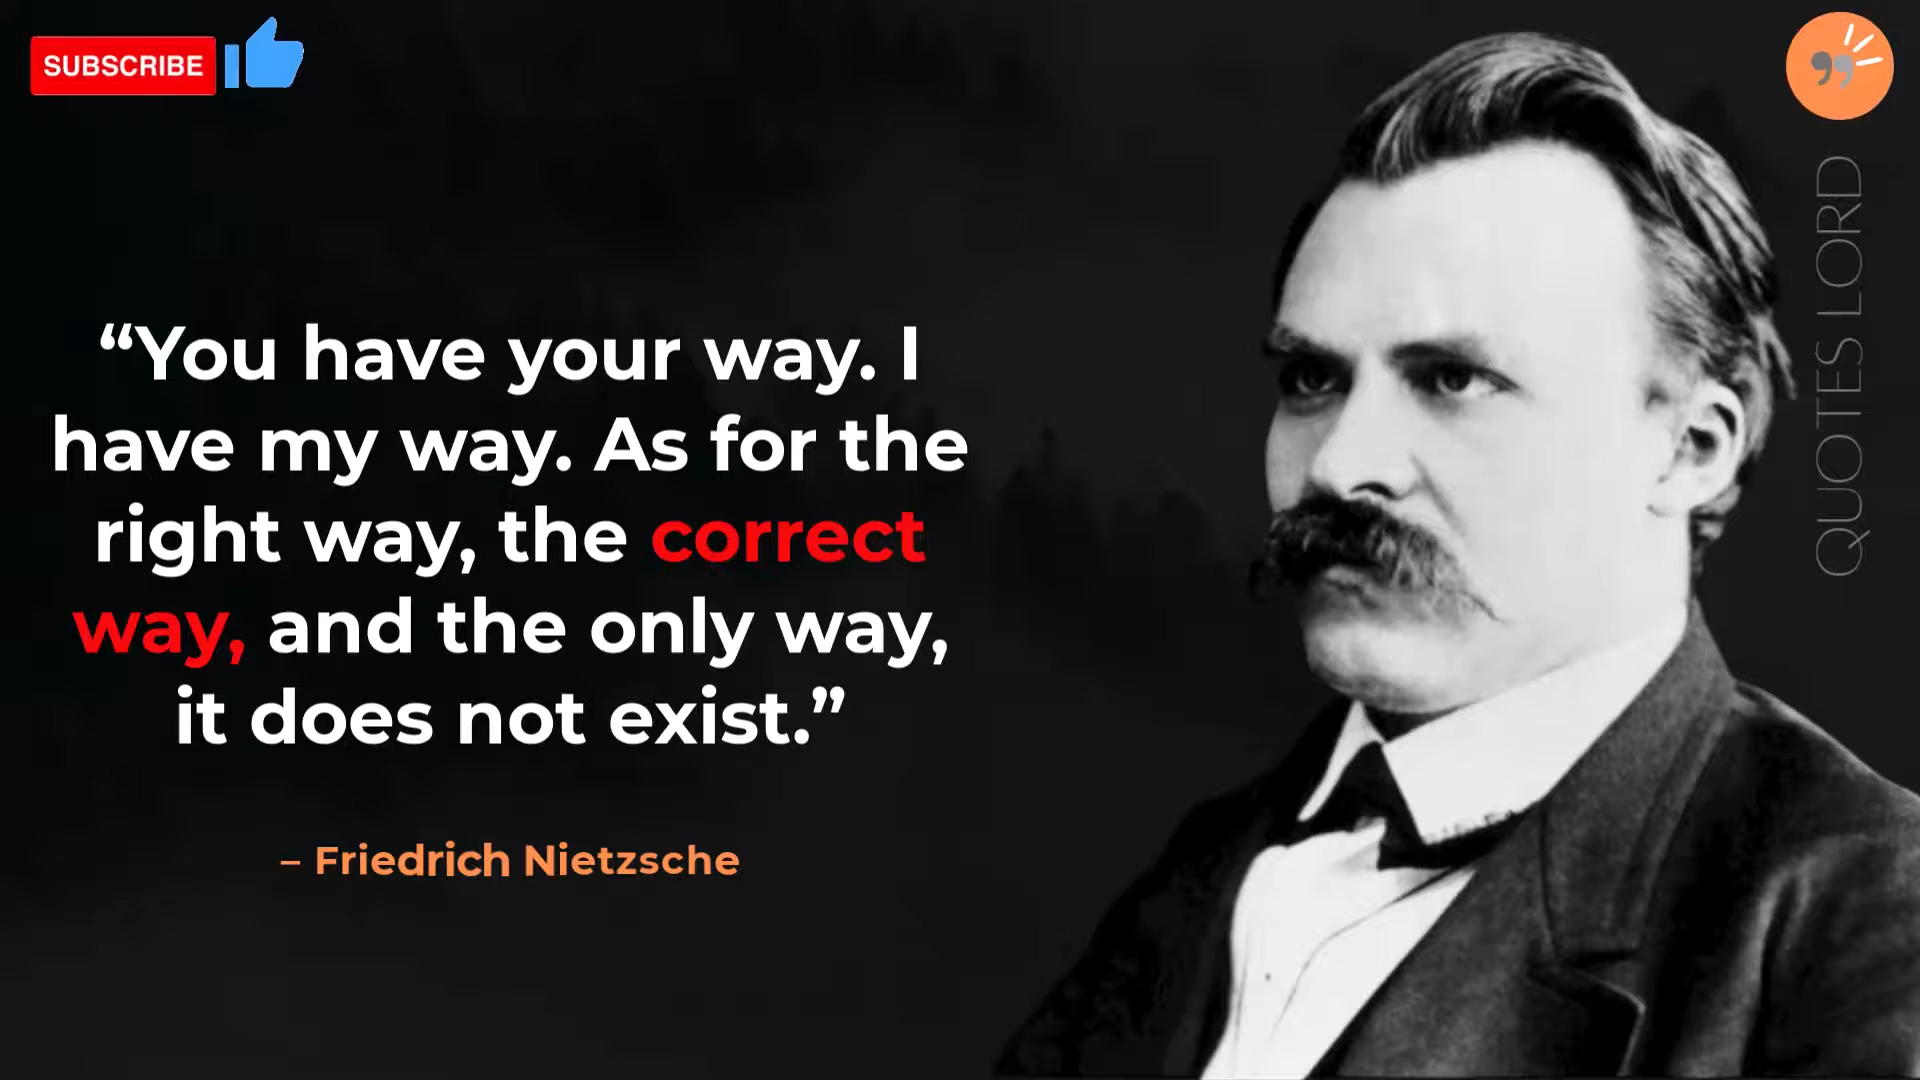 SUBSCRIBE
“You have your way. I
have my way. As for the
right way, the correct
way, and the only way,
it does not exist.”
– Friedrich Nietzsche
QUOTES LORD